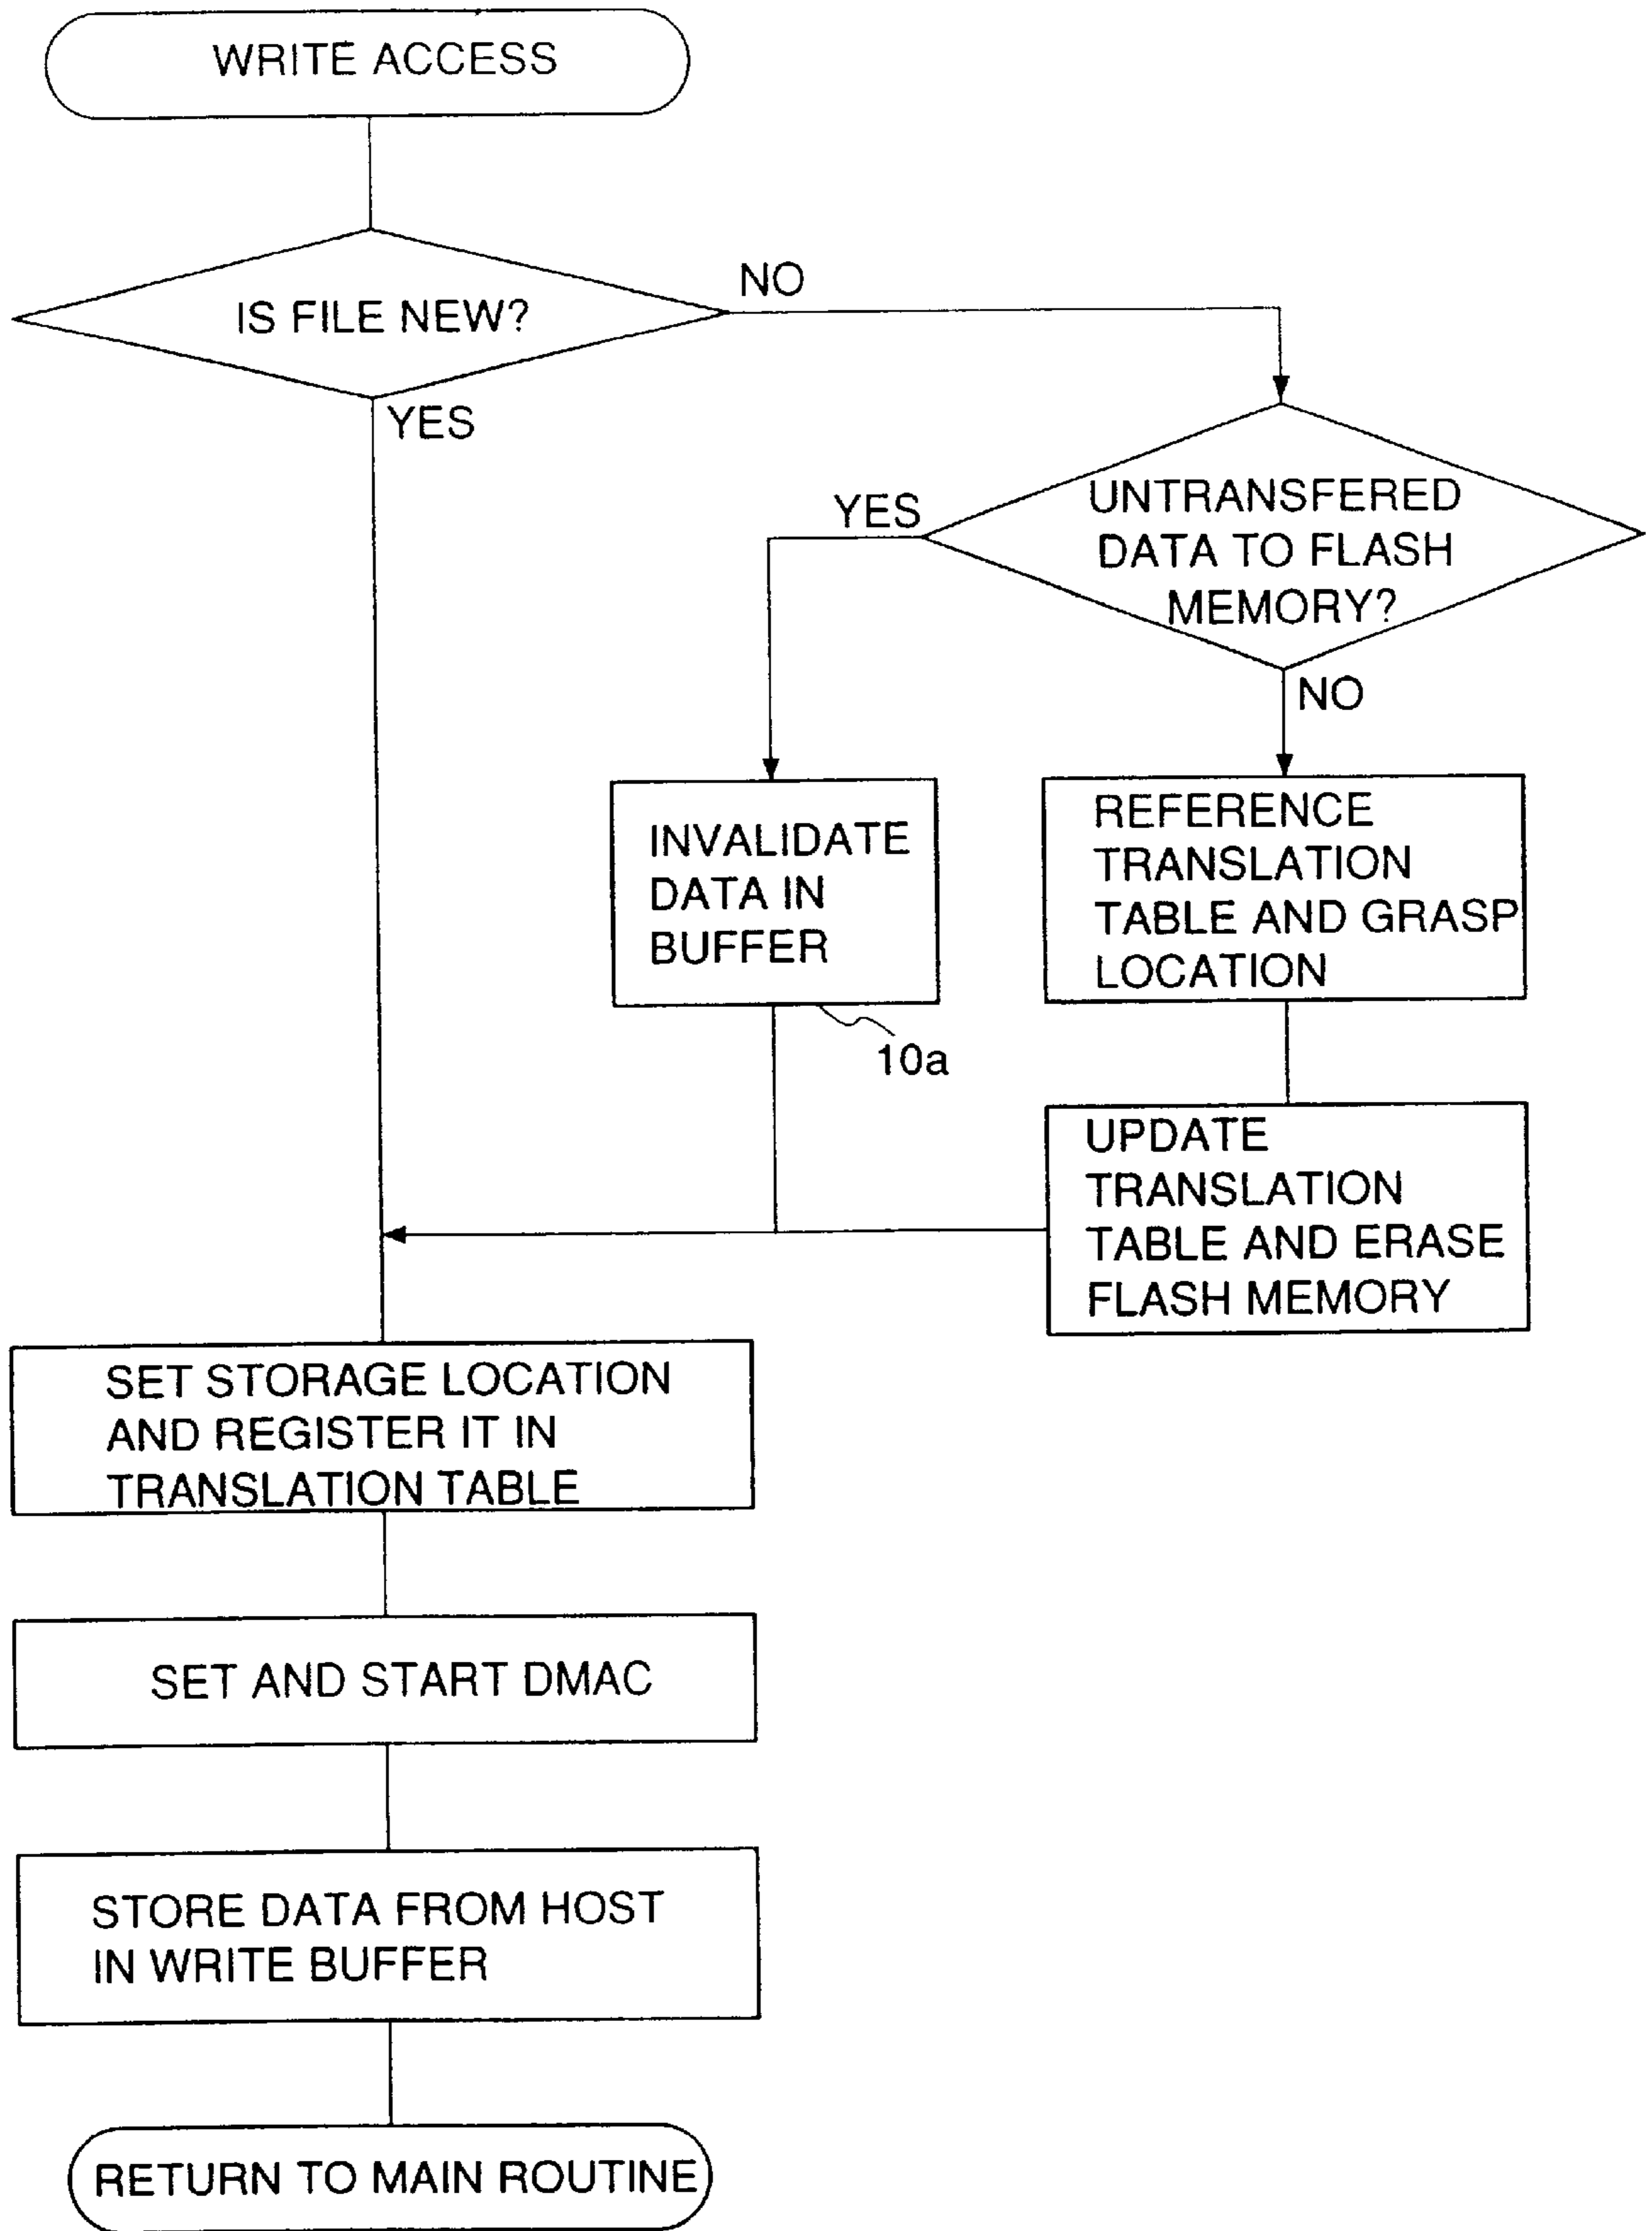 WRITE ACCESS
IS FILE NEW?
NO
YES
UNTRANSFERED
DATA TO FLASH
MEMORY?
YES
NO
INVALIDATE
DATA IN
BUFFER
10a
REFERENCE
TRANSLATION
TABLE AND GRASP
LOCATION
UPDATE
TRANSLATION
TABLE AND ERASE
FLASH MEMORY
SET STORAGE LOCATION
AND REGISTER IT IN
TRANSLATION TABLE
SET AND START DMAC
STORE DATA FROM HOST
IN WRITE BUFFER
RETURN TO MAIN ROUTINE